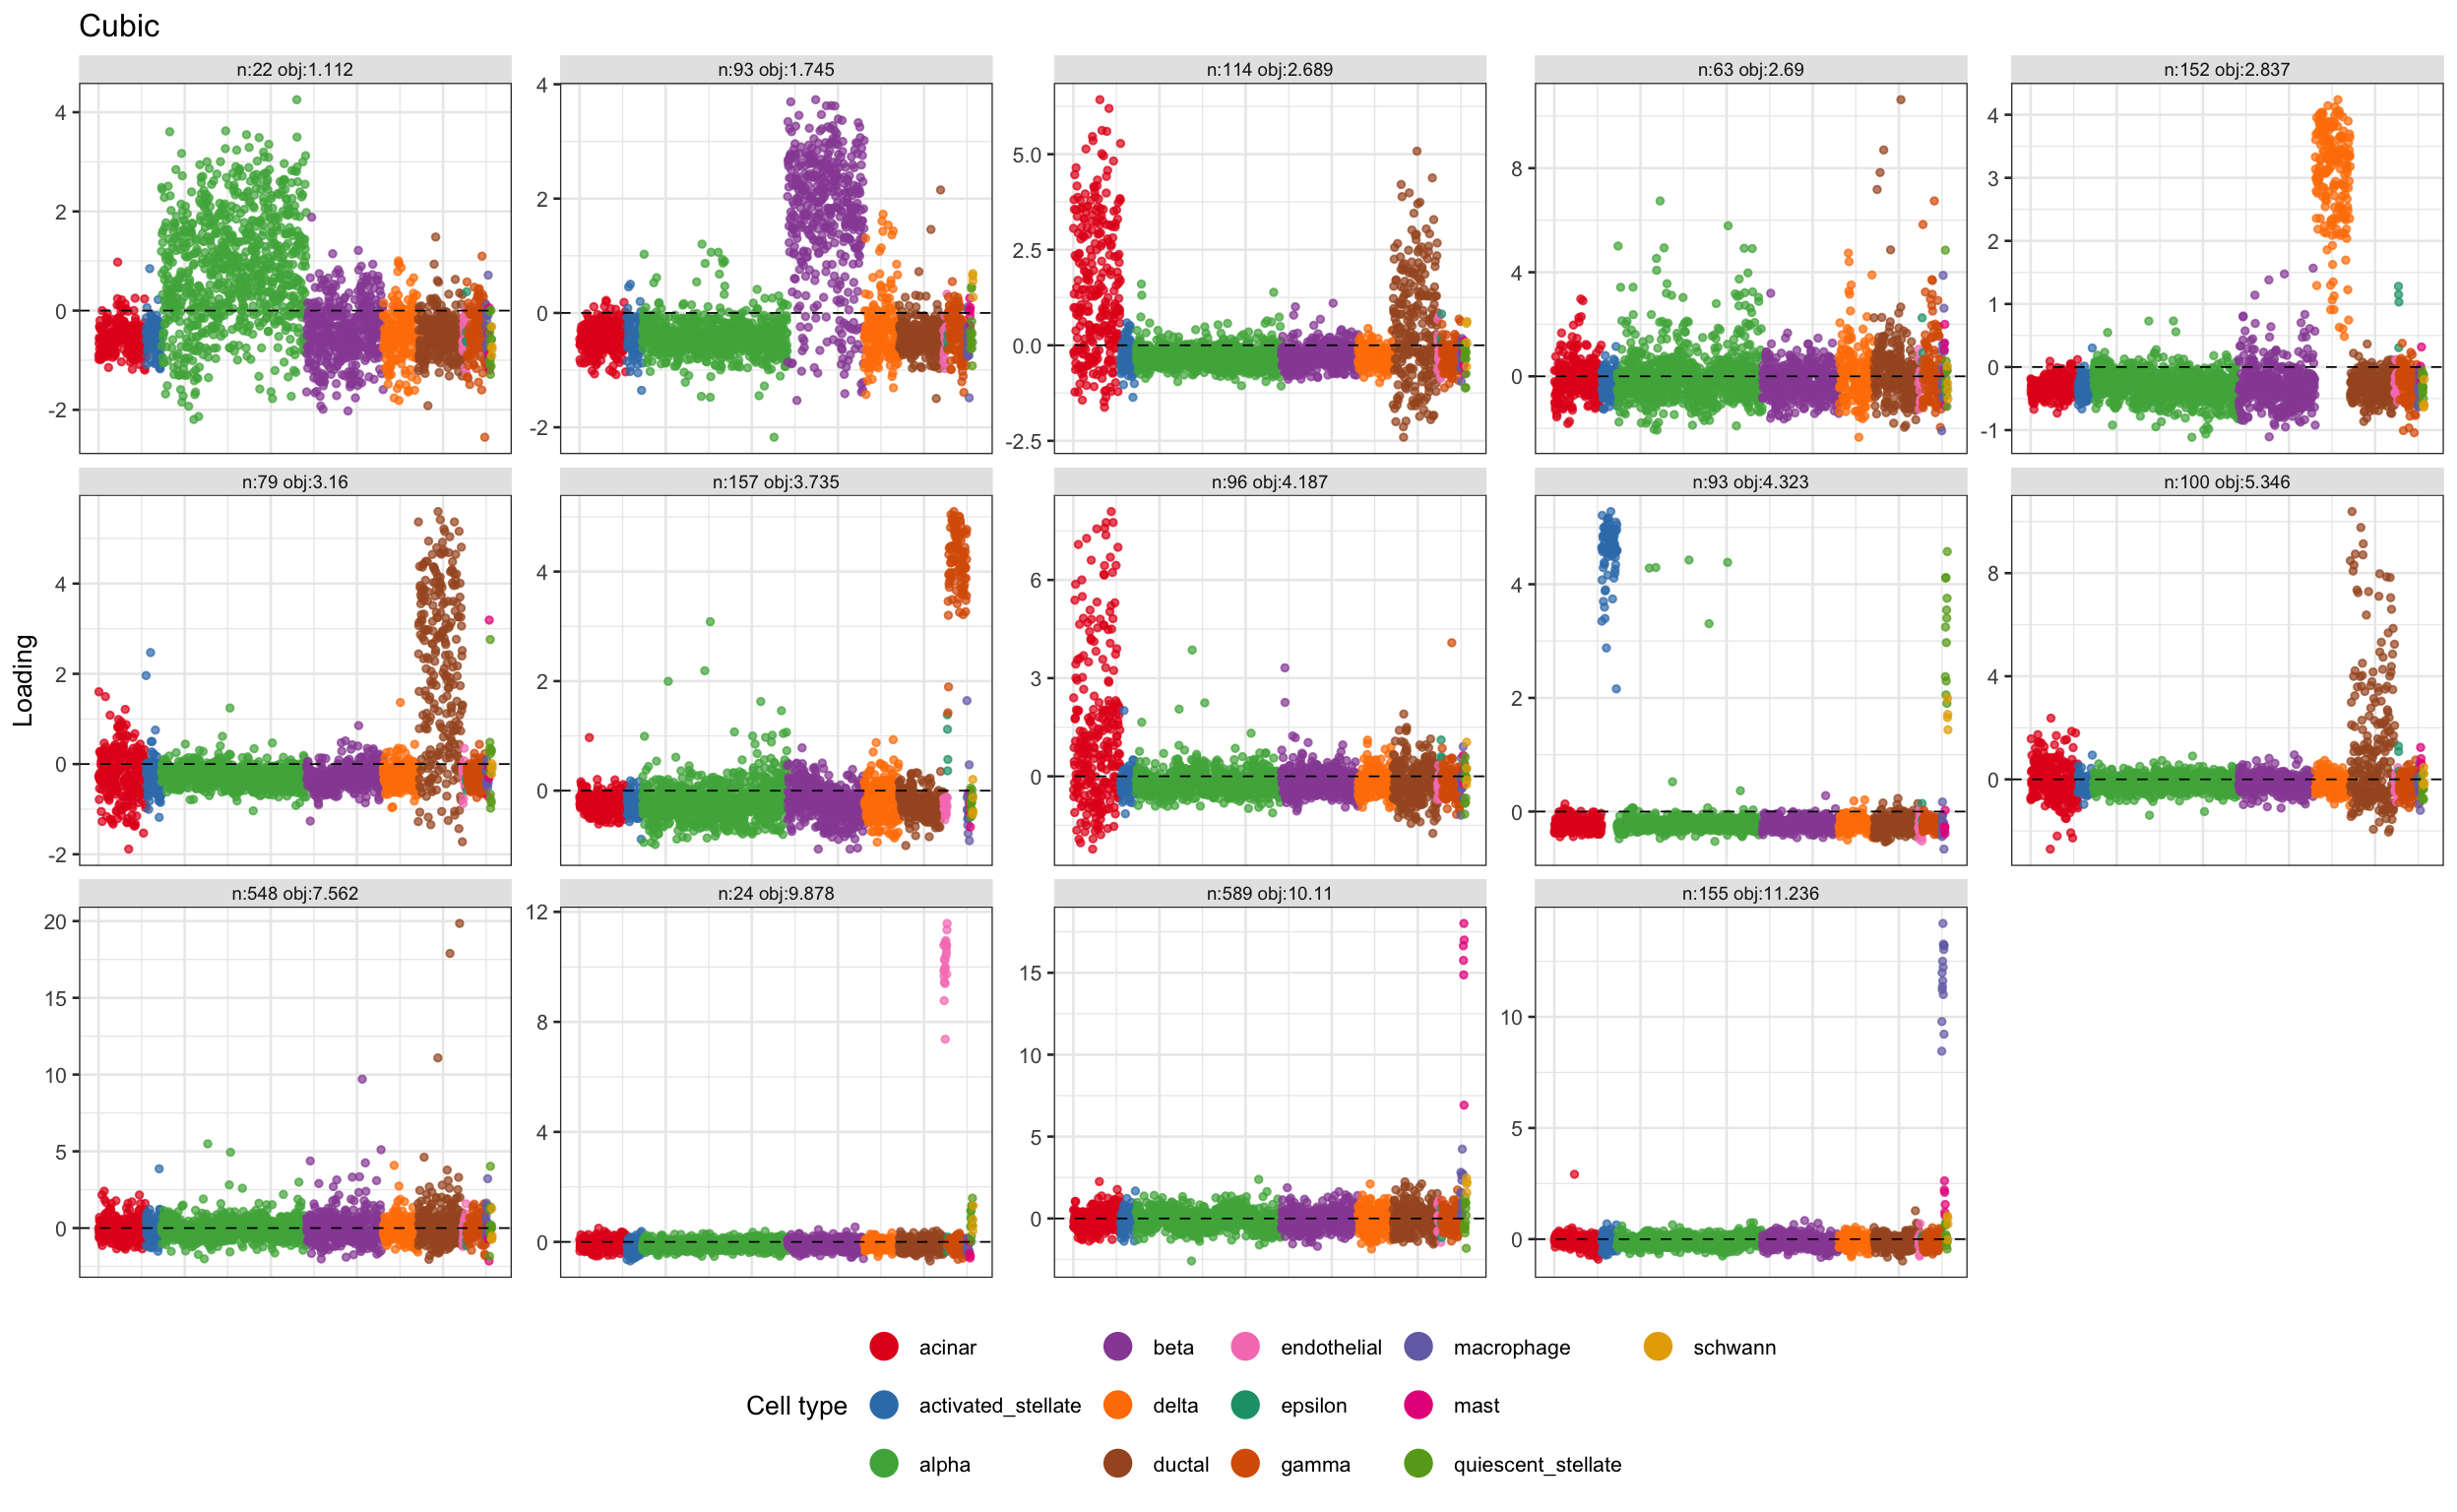 Cubic
n:22 obj:1.112
n:93 obj:1.745
n:114 obj:2.689
n:63 obj:2.69
n:152 obj:2.837
4
2
0
-2
4
2
0
-2
5.0
2.5
0.0
-2.5
8
4
0
4
3
2
1
0
-1
n:79 obj:3.16
n:157 obj:3.735
n:96 obj:4.187
n:93 obj:4.323
n:100 obj:5.346
Loading
4
2
0
-2
4
2
0
6
3
0
4
2
0
8
4
0
n:548 obj:7.562
n:24 obj:9.878
n:589 obj:10.11
n:155 obj:11.236
20
15
10
5
0
12
8
4
0
15
10
5
0
10
5
0
Cell type
acinar
activated_stellate
alpha
beta
delta
ductal
endothelial
epsilon
gamma
macrophage
mast
quiescent_stellate
schwann